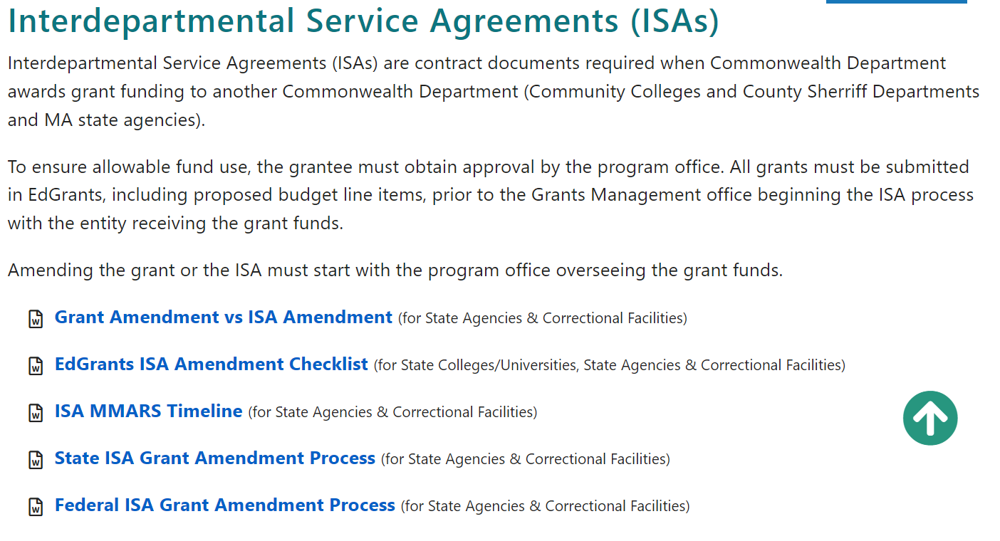 Interdepartmental Service Agreements (ISAs)
Interdepartmental Service Agreements (ISAs) are contract documents required when Commonwealth Department
awards grant funding to another Commonwealth Department (Community Colleges and County Sherriff Departments
and MA state agencies).
To ensure allowable fund use, the grantee must obtain approval by the program office. All grants must be submitted
in EdGrants, including proposed budget line items, prior to the Grants Management office beginning the ISA process
with the entity receiving the grant funds.
Amending the grant or the ISA must start with the program office overseeing the grant funds.
Grant Amendment vs ISA Amendment (for State Agencies & Correctional Facilities)
EdGrants ISA Amendment Checklist (for State Colleges/Universities, State Agencies & Correctional Facilities)
ISA MMARS Timeline (for State Agencies & Correctional Facilities)
State ISA Grant Amendment Process (for State Agencies & Correctional Facilities)
Federal ISA Grant Amendment Process (for State Agencies & Correctional Facilities)